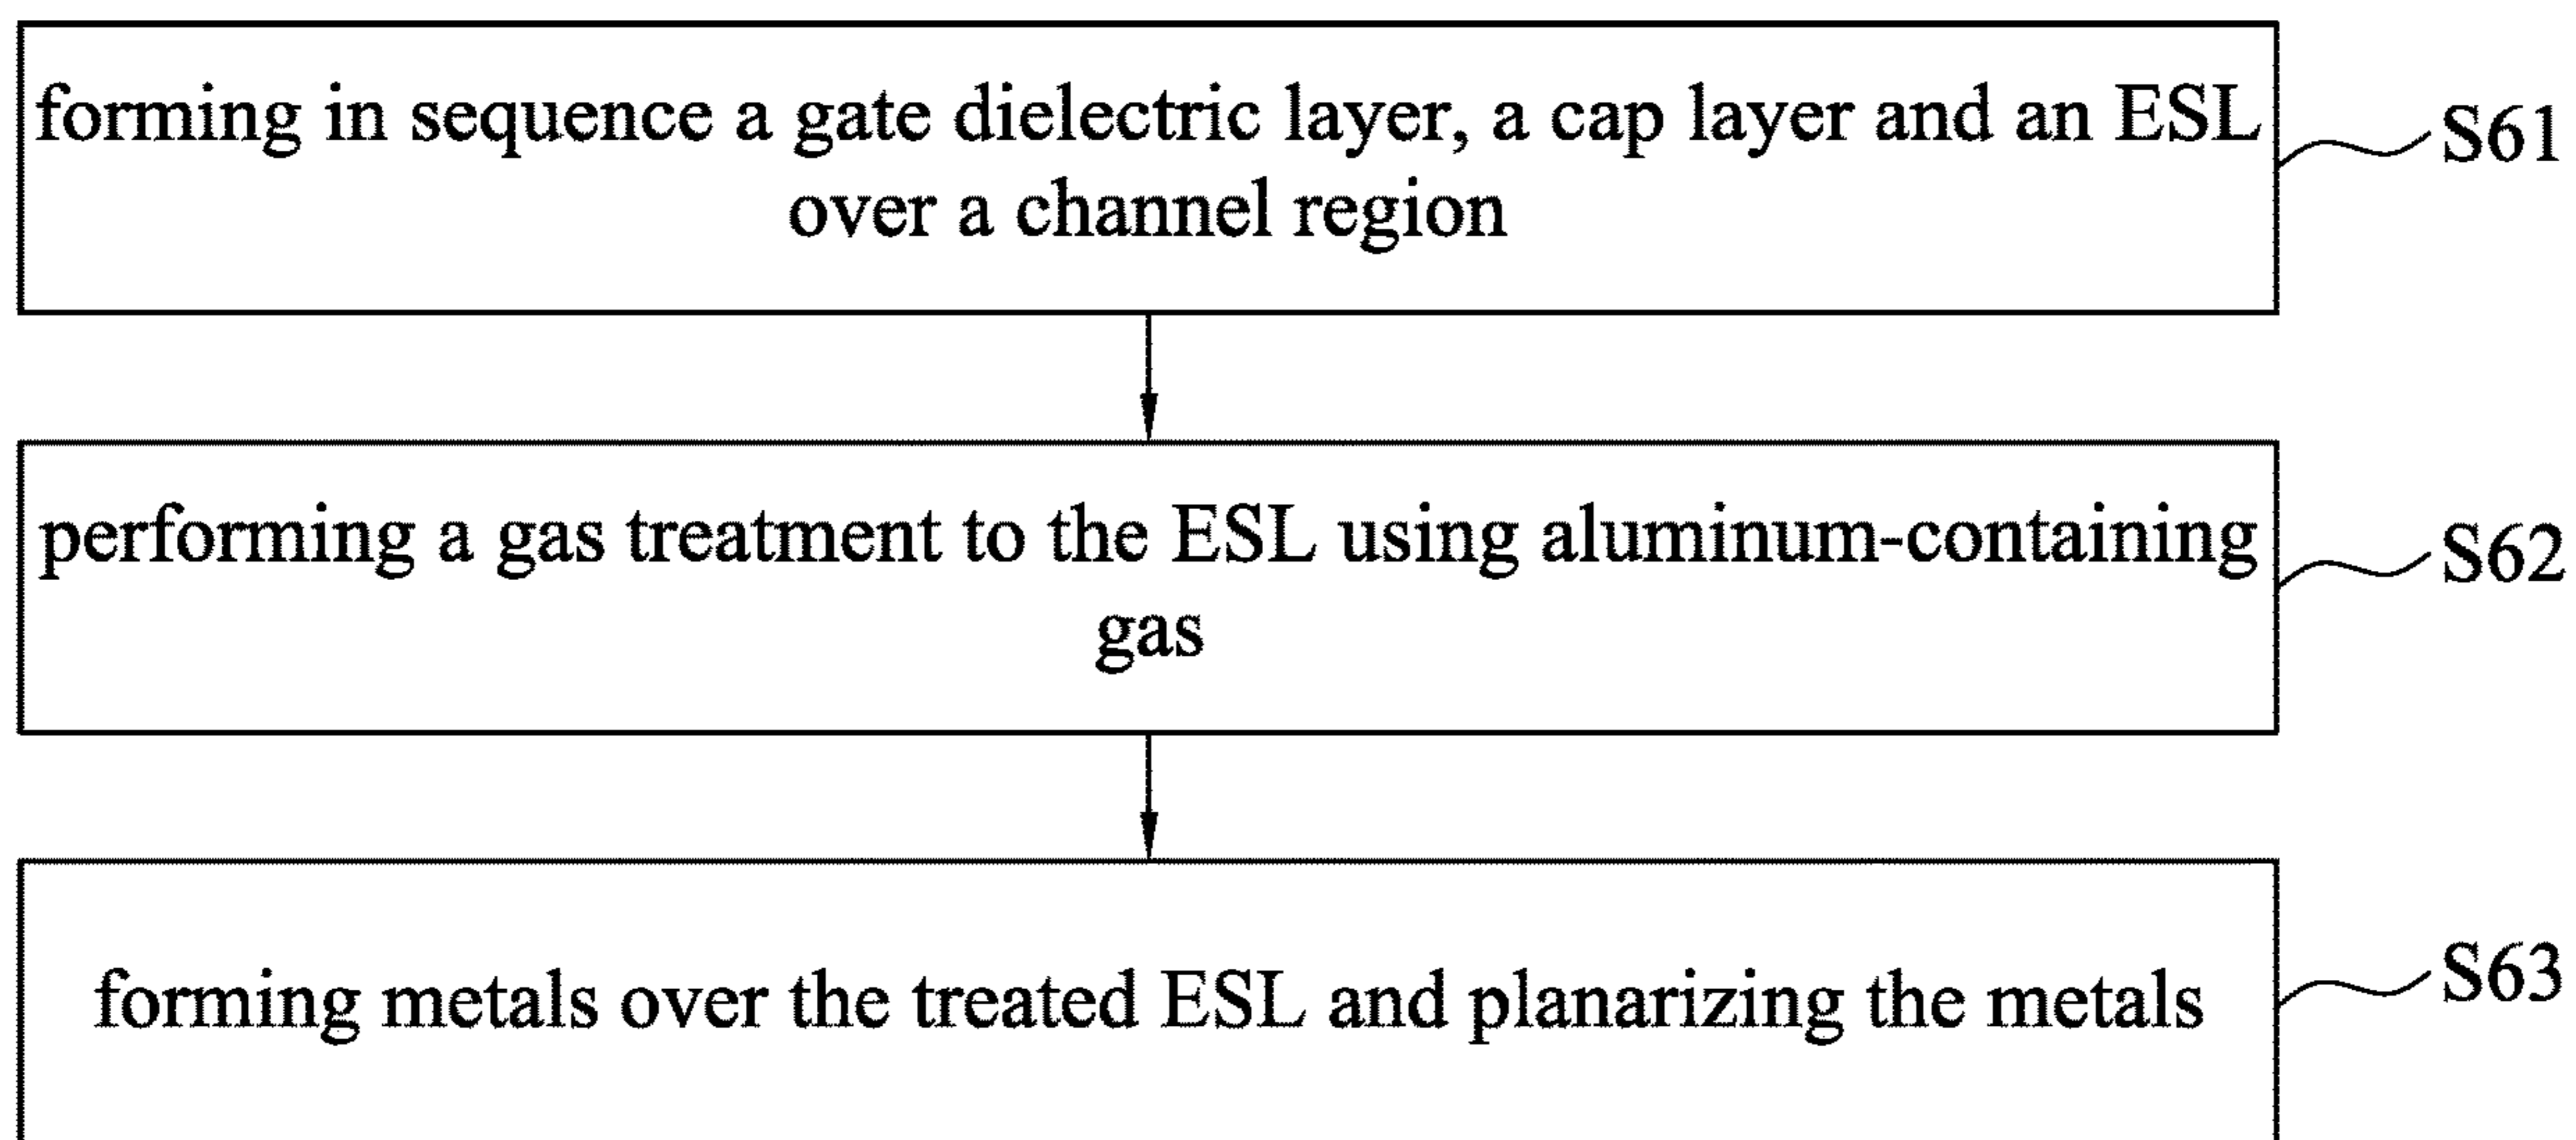 forming in sequence a gate dielectric layer, a cap layer and an ESL
over a channel region
S61
performing a gas treatment to the ESL using aluminum-containing
gas
S62
forming metals over the treated ESL and planarizing the metals
S63